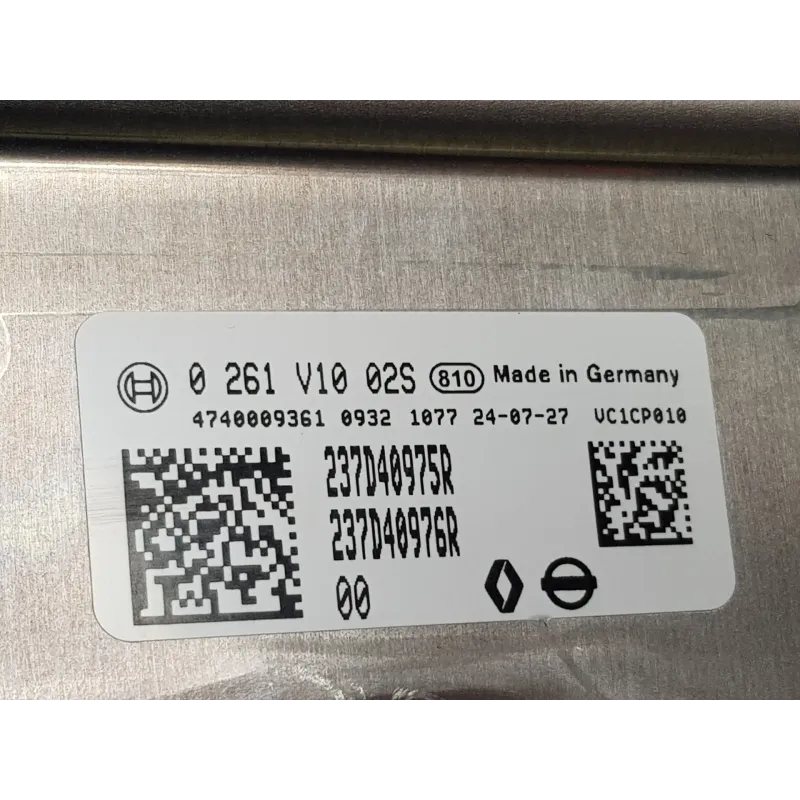 0 261 V10 02S 810 Made in Germany
4740009361 0932 1077 24-07-27 VC1CP010
237D40975R
237D40976R
00